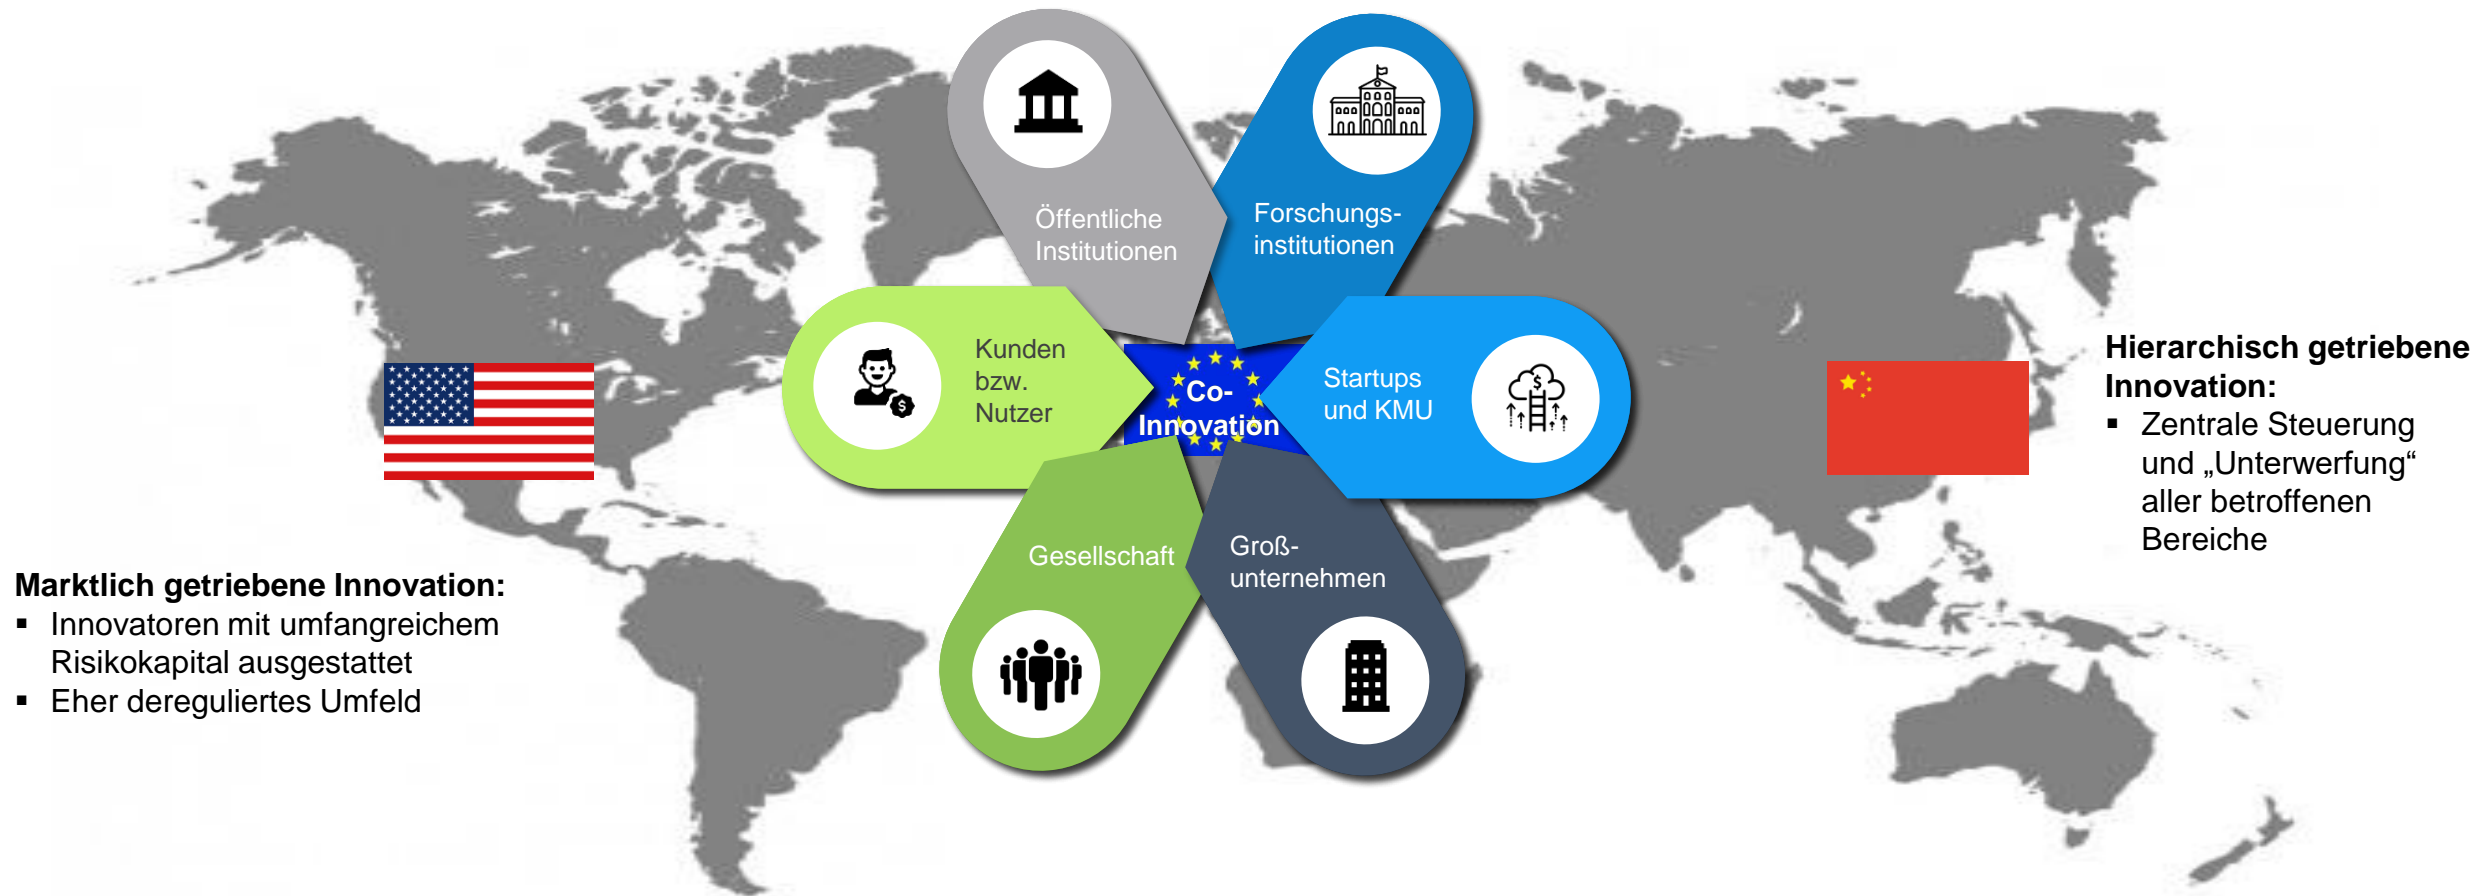 Öffentliche
Institutionen
Forschungs-
institutionen
Kunden
bzw.
Nutzer
Co-
Innovation
Startups
und KMU
Gesellschaft
Groß-
unternehmen
Marktlich getriebene Innovation:
▪ Innovatoren mit umfangreichem
Risikokapital ausgestattet
▪ Eher dereguliertes Umfeld
Hierarchisch getriebene
Innovation:
▪ Zentrale Steuerung
und „Unterwerfung“
aller betroffenen
Bereiche